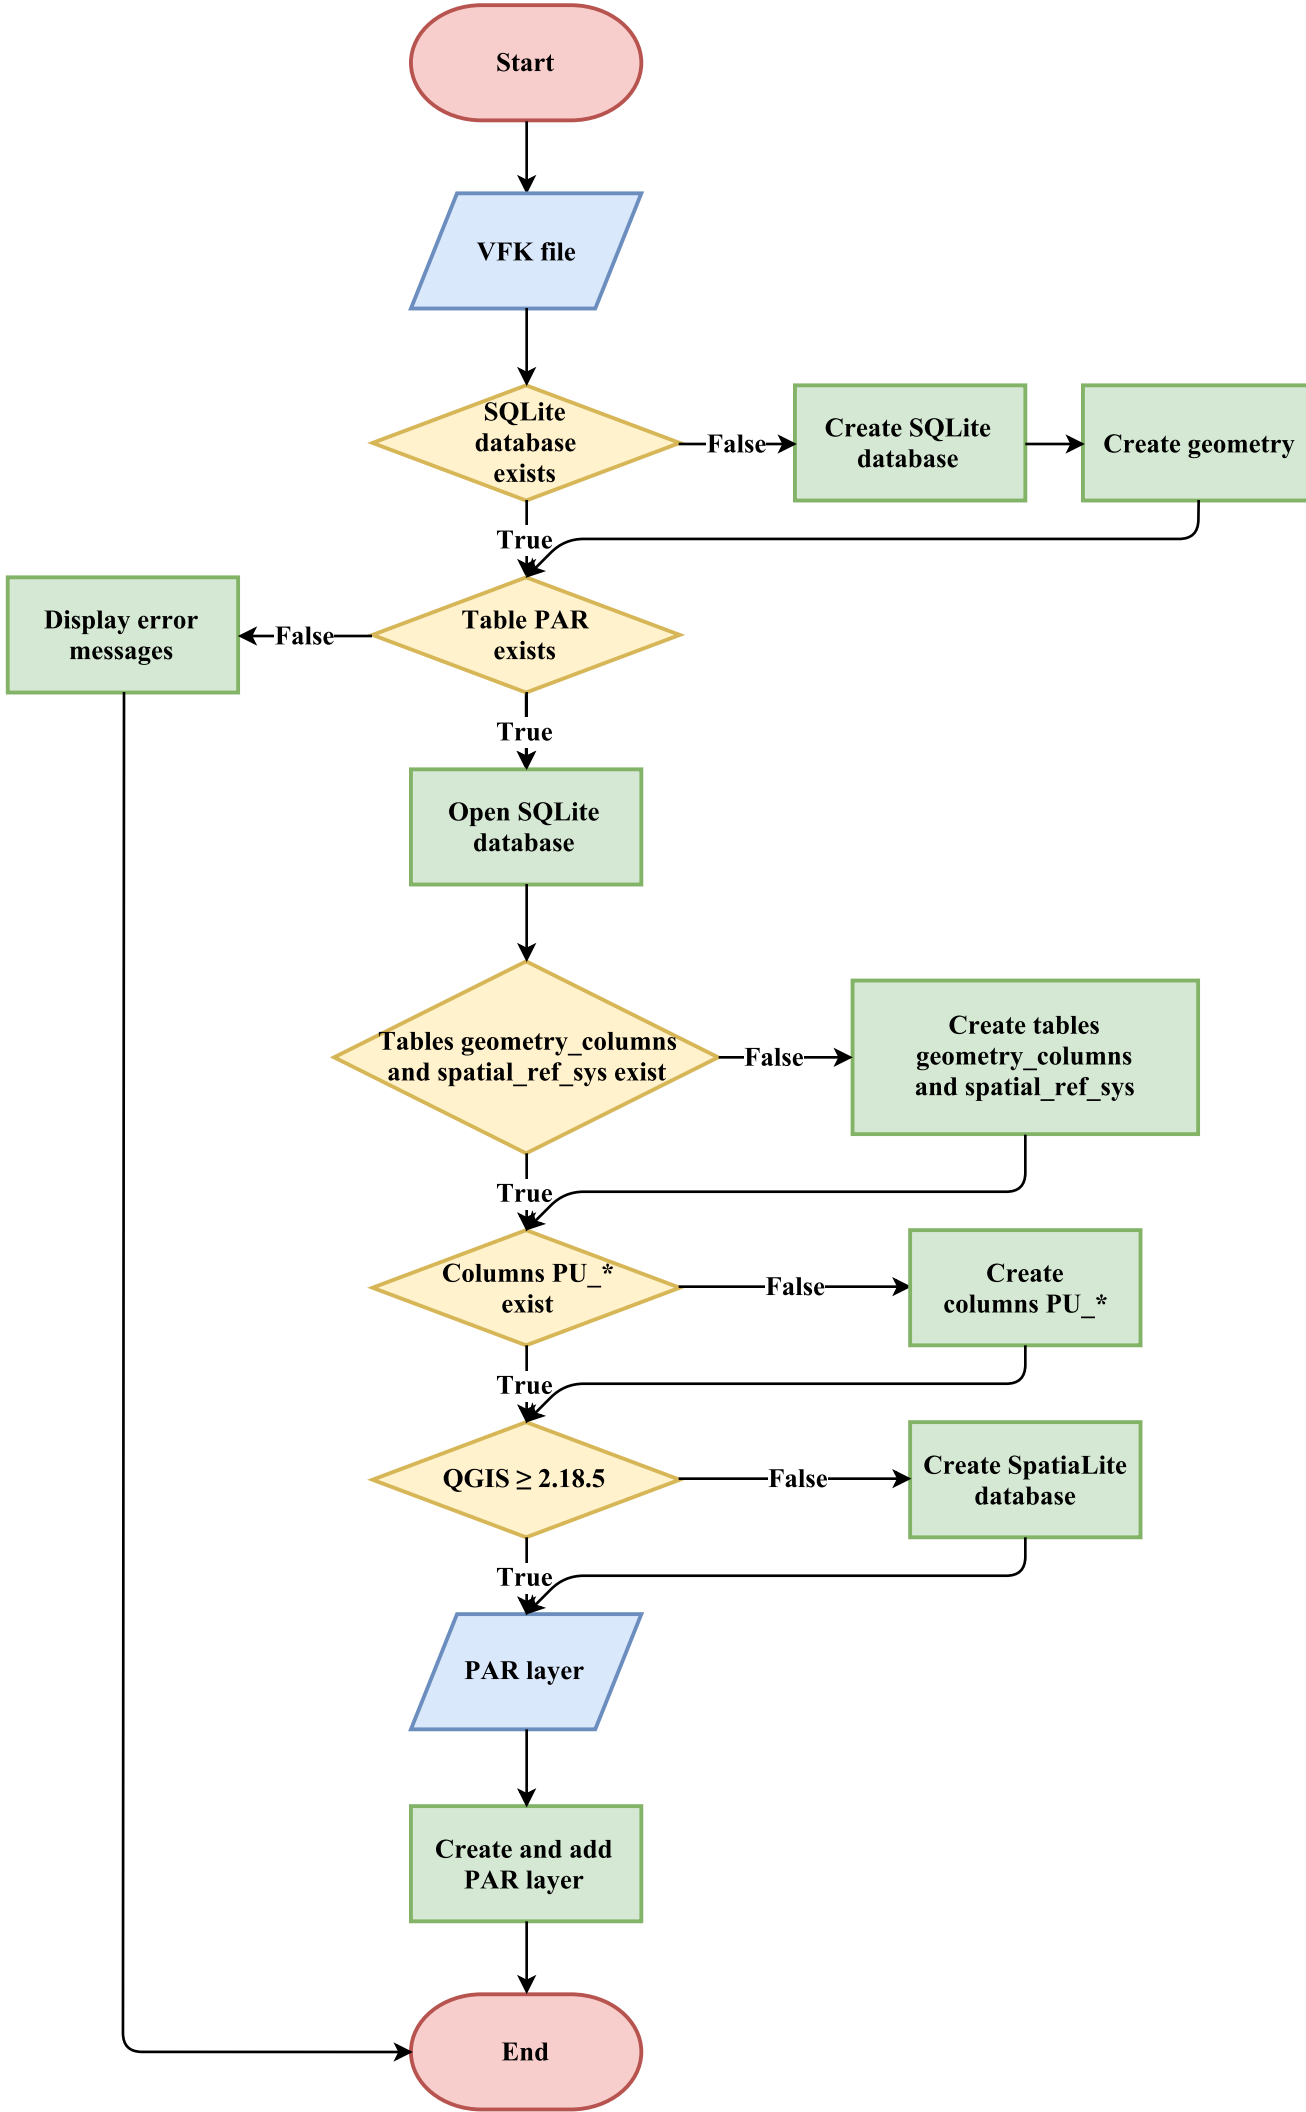 Start
VFK file
SQLite
database
exists
False
Create SQLite
database
Create geometry
True
Display error
messages
False
Table PAR
exists
True
Open SQLite
database
Tables geometry_columns
and spatial_ref_sys exist
False
Create tables
geometry_columns
and spatial_ref_sys
True
Columns PU_*
exist
False
Create
columns PU_*
True
QGIS ≥ 2.18.5
False
Create SpatiaLite
database
True
PAR layer
Create and add
PAR layer
End